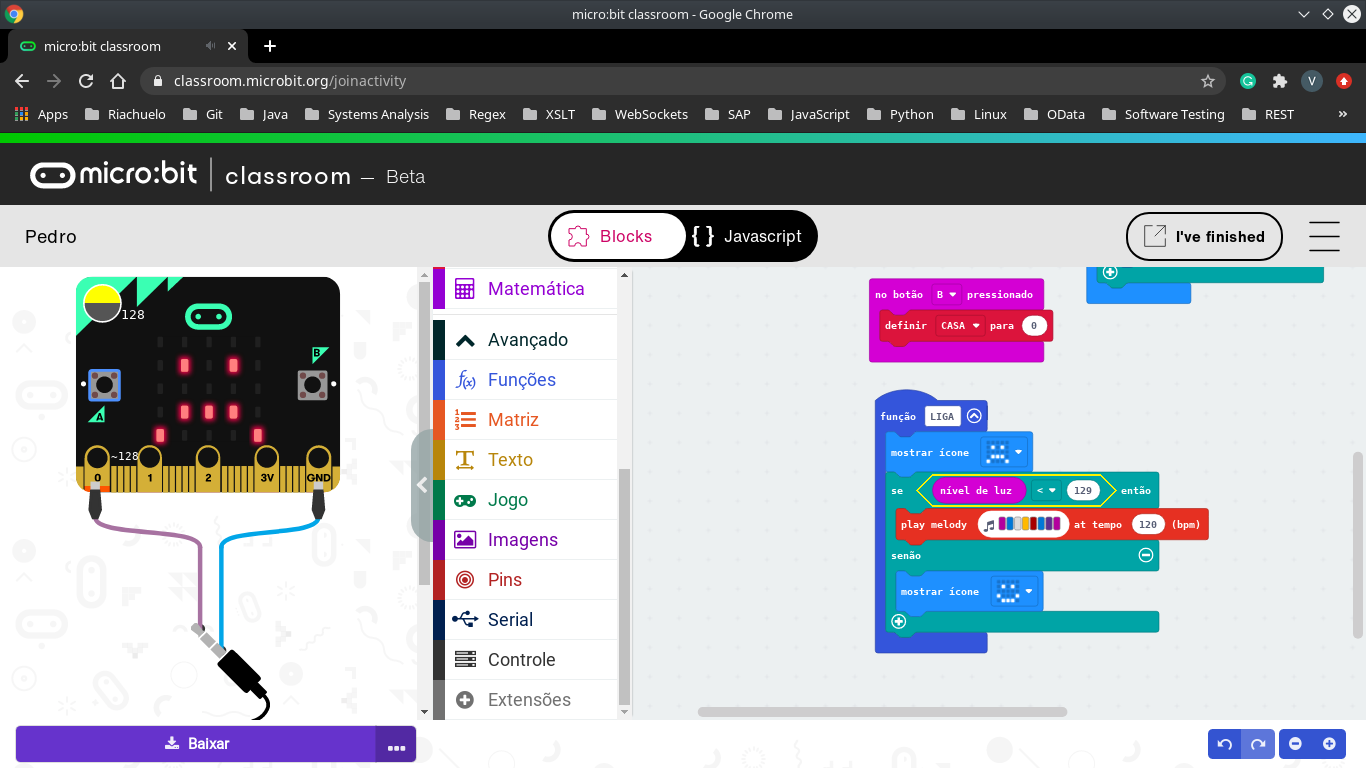 micro:bit classroom - Google Chrome
micro:bit classroom
classroom.microbit.org/joinactivity
V
Apps Riachuelo Git Java Systems Analysis Regex XSLT WebSockets SAP JavaScript Python Linux OData Software Testing REST »
micro:bit classroom — Beta
Pedro
Blocks
{ } Javascript
I've finished
128
B
A
~128
0 1 2 3V GND
Baixar
...
Matemática
Avançado
f(x) Funções
Matriz
Texto
Jogo
Imagens
Pins
Serial
Controle
Extensões
no botão B pressionado
definir CASA para 0
função LIGA
mostrar ícone
se nível de luz < 129 então
play melody at tempo 120 (bpm)
senão
mostrar ícone